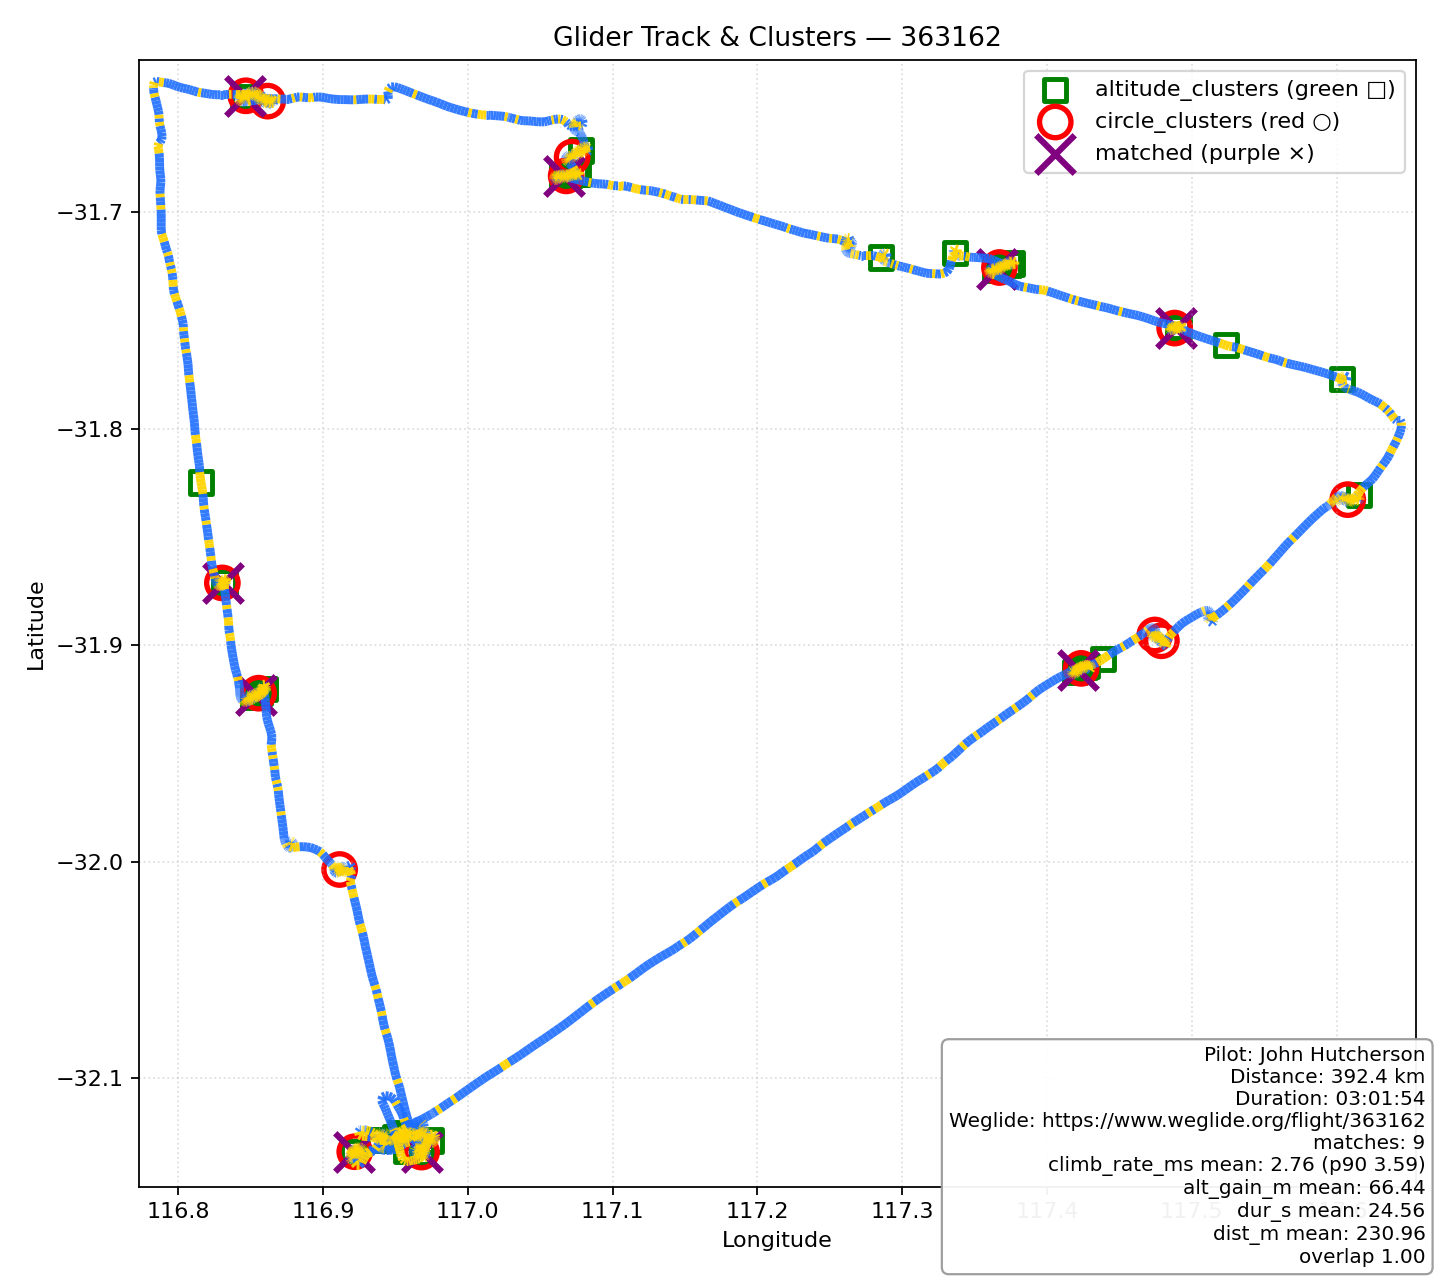 Glider Track & Clusters — 363162
altitude_clusters (green □)
circle_clusters (red ○)
matched (purple ×)
Latitude
−31.7
−31.8
−31.9
−32.0
−32.1
116.8 116.9 117.0 117.1 117.2 117.3 117.4 117.5
Longitude
Pilot: John Hutcherson
Distance: 392.4 km
Duration: 03:01:54
Weglide: https://www.weglide.org/flight/363162
matches: 9
climb_rate_ms mean: 2.76 (p90 3.59)
alt_gain_m mean: 66.44
dur_s mean: 24.56
dist_m mean: 230.96
overlap 1.00